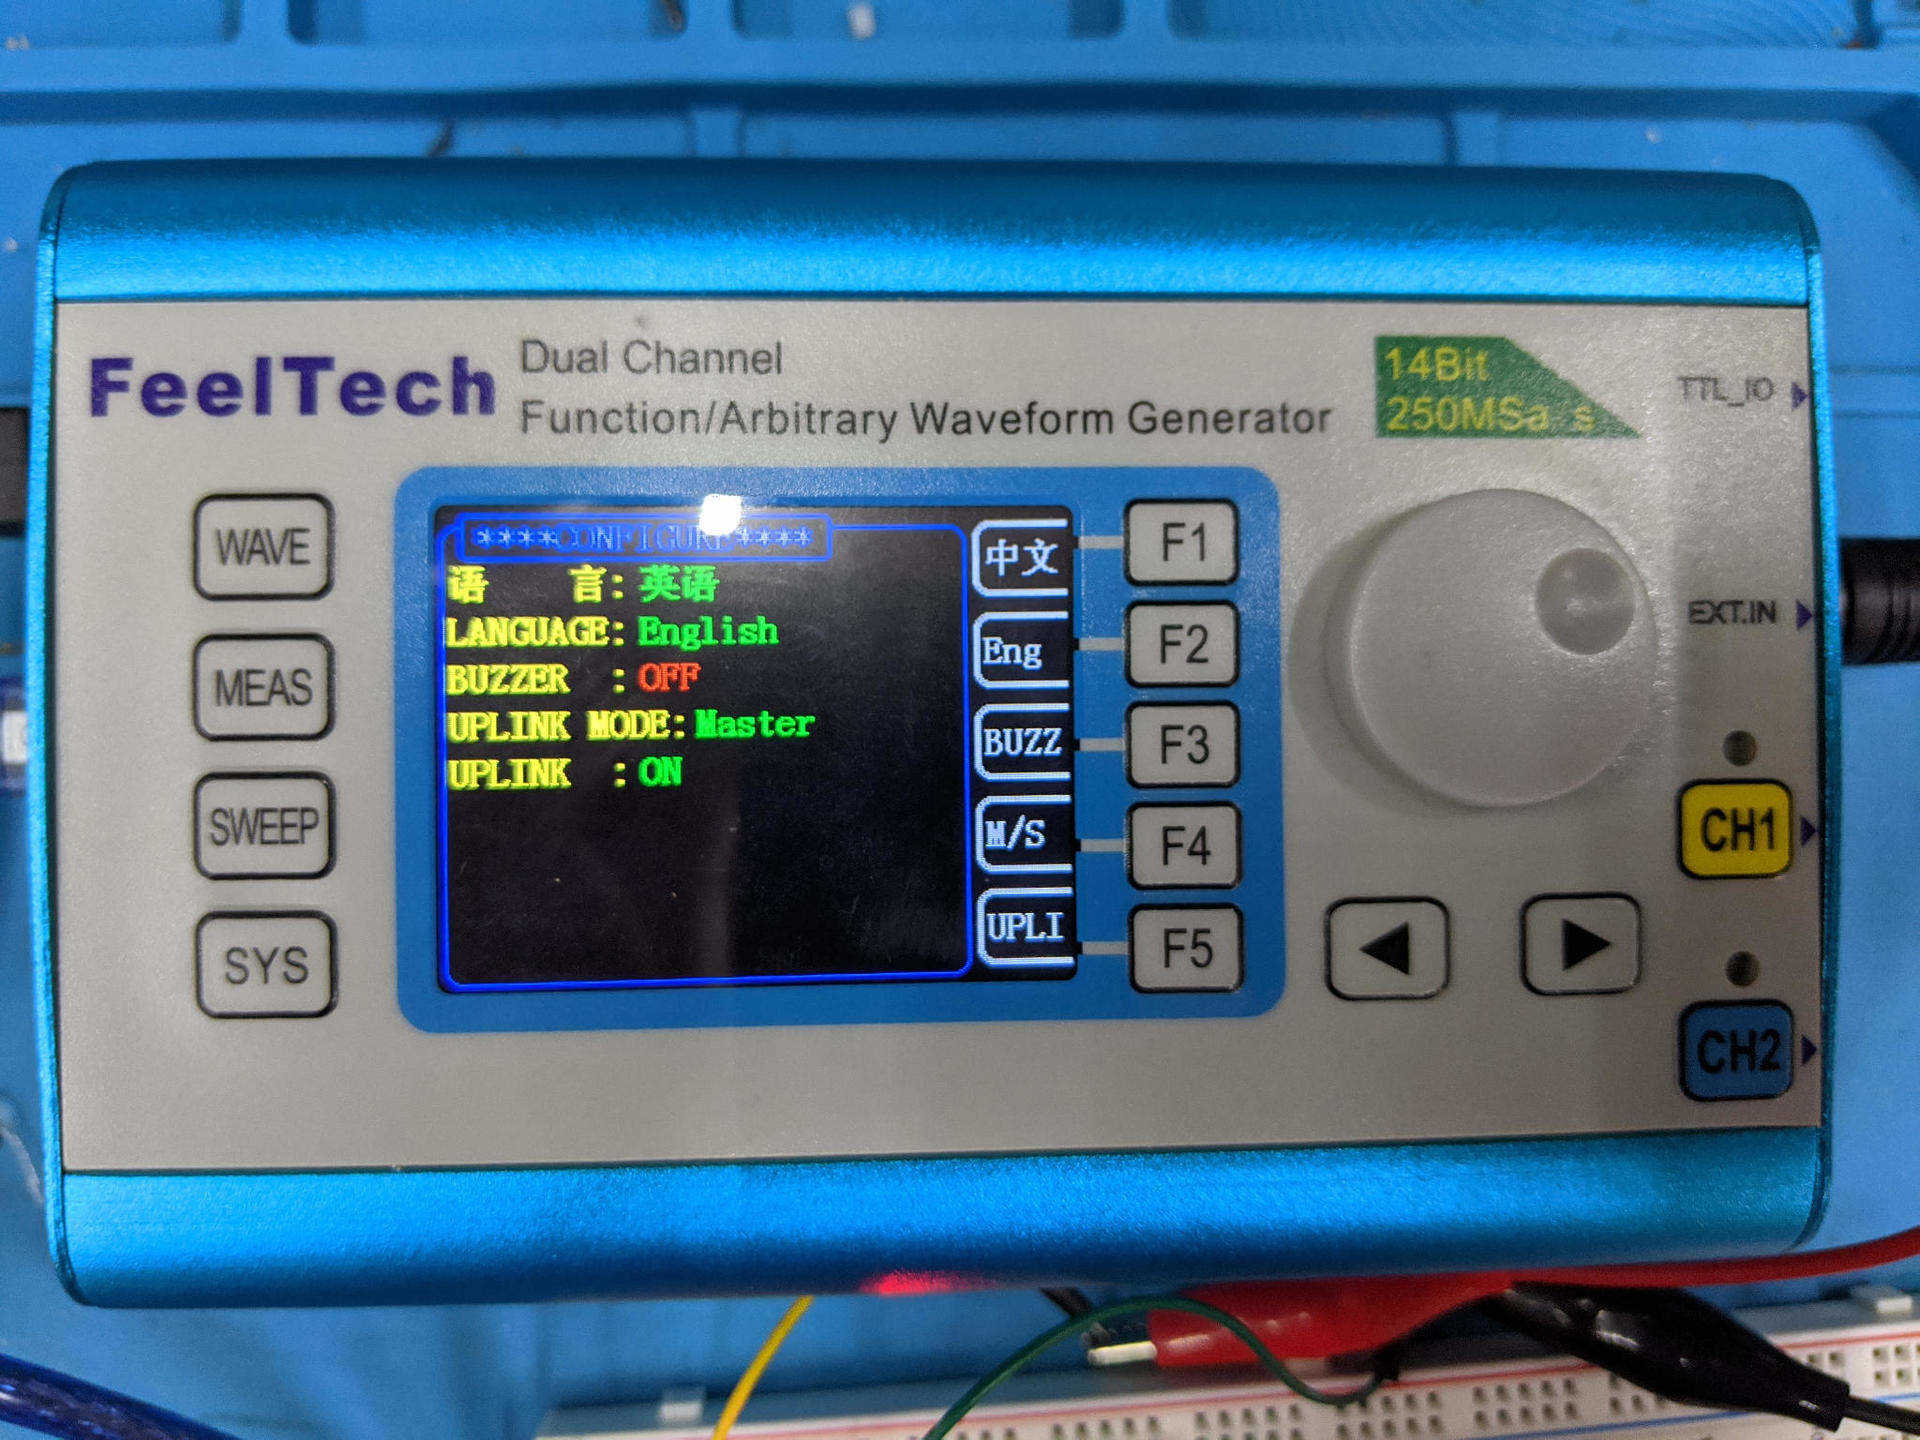 FeelTech
Dual Channel
Function/Arbitrary Waveform Generator
14Bit
250MSa s
TTL_IO
WAVE
MEAS
SWEEP
SYS
****CONFIGURE****
语 言: 英语
LANGUAGE: English
BUZZER : OFF
UPLINK MODE: Master
UPLINK : ON
中文
Eng
BUZZ
M/S
UPLI
F1
F2
F3
F4
F5
EXT.IN
CH1
CH2